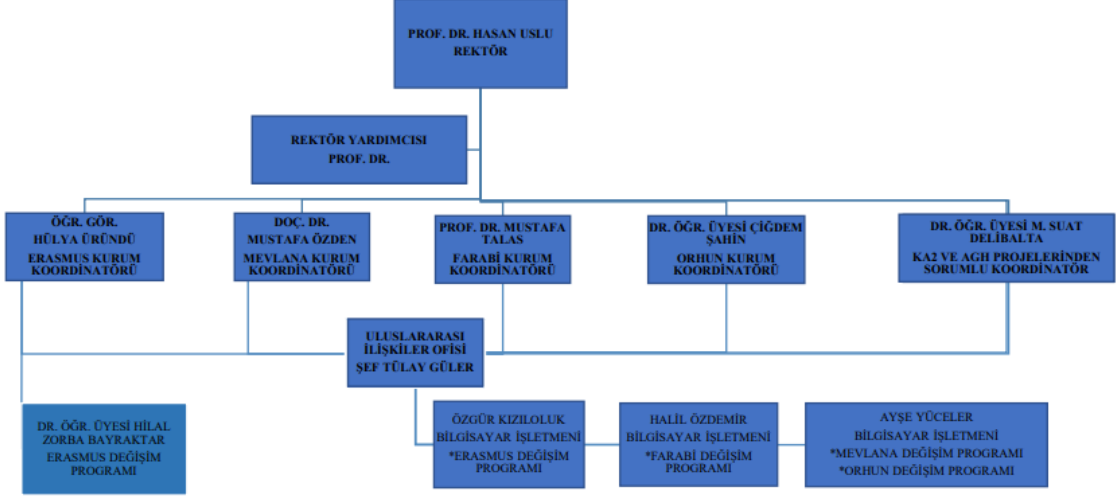 PROF. DR. HASAN USLU
REKTÖR
REKTÖR YARDIMCISI
PROF. DR.
ÖĞR. GÖR.
HÜLYA ÜRÜNDÜ
ERASMUS KURUM
KOORDİNATÖRÜ
DOÇ. DR.
MUSTAFA ÖZDEN
MEVLANA KURUM
KOORDİNATÖRÜ
PROF. DR. MUSTAFA
TALAS
FARABİ KURUM
KOORDİNATÖRÜ
DR. ÖĞR. ÜYESİ ÇİĞDEM
ŞAHİN
ORHUN KURUM
KOORDİNATÖRÜ
DR. ÖĞR. ÜYESİ M. SUAT
DELİBALTA
KA2 VE AGH PROJELERİNDEN
SORUMLU KOORDİNATÖR
ULUSLARARASI
İLİŞKİLER OFİSİ
ŞEF TÜLAY GÜLER
DR. ÖĞR. ÜYESİ HİLAL
ZORBA BAYRAKTAR
ERASMUS DEĞİŞİM
PROGRAMI
ÖZGÜR KIZILOLUK
BİLGİSAYAR İŞLETMENİ
*ERASMUS DEĞİŞİM
PROGRAMI
HALİL ÖZDEMİR
BİLGİSAYAR İŞLETMENİ
*FARABİ DEĞİŞİM
PROGRAMI
AYŞE YÜCELER
BİLGİSAYAR İŞLETMENİ
*MEVLANA DEĞİŞİM PROGRAMI
*ORHUN DEĞİŞİM PROGRAMI